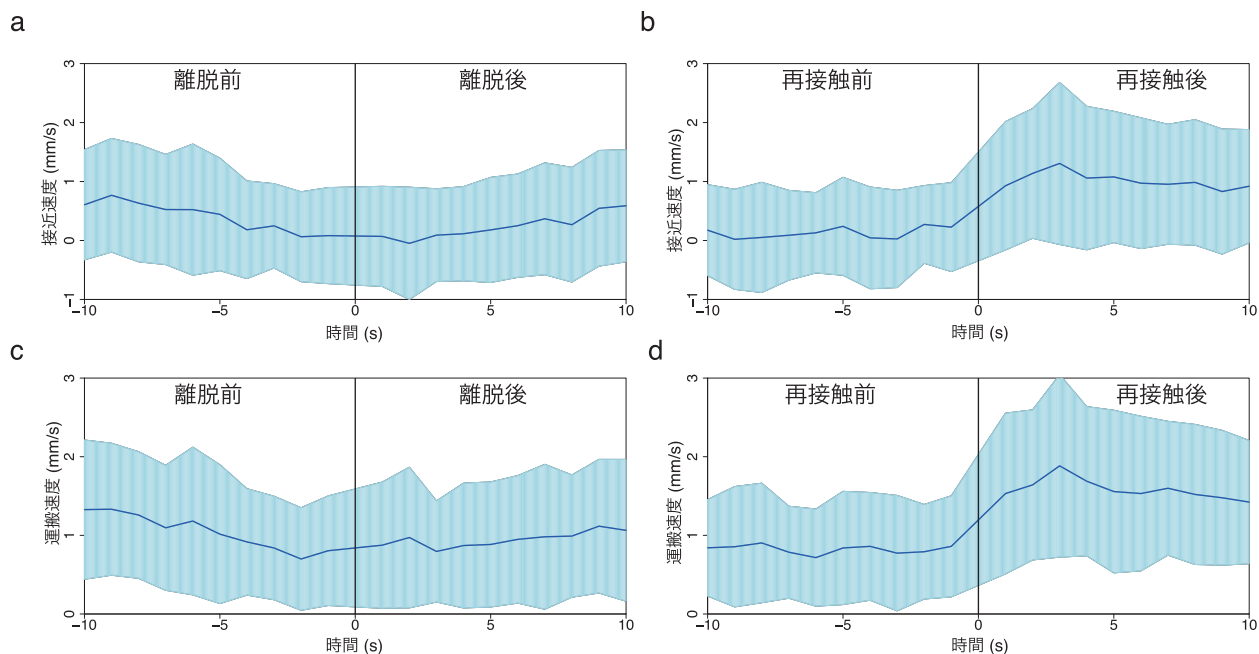 a
3
2
1
0
−1
接近速度 (mm/s)
離脱前
離脱後
−10
−5
0
5
10
時間 (s)
b
3
2
1
0
−1
接近速度 (mm/s)
再接触前
再接触後
−10
−5
0
5
10
時間 (s)
c
3
2
1
0
運搬速度 (mm/s)
離脱前
離脱後
−10
−5
0
5
10
時間 (s)
d
3
2
1
0
運搬速度 (mm/s)
再接触前
再接触後
−10
−5
0
5
10
時間 (s)